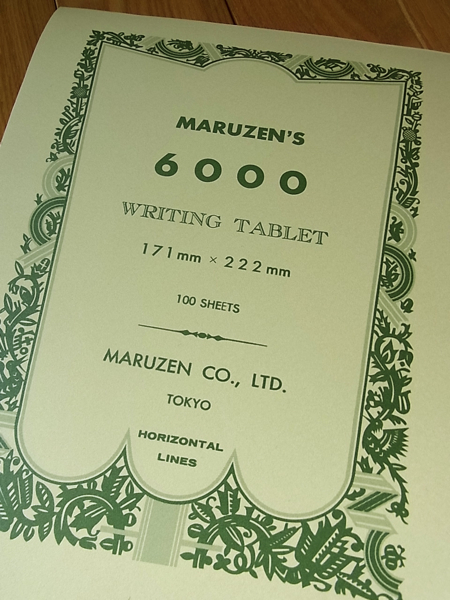 MARUZEN'S
6000
WRITING TABLET
171mm × 222mm
100 SHEETS
MARUZEN CO., LTD.
TOKYO
HORIZONTAL
LINES